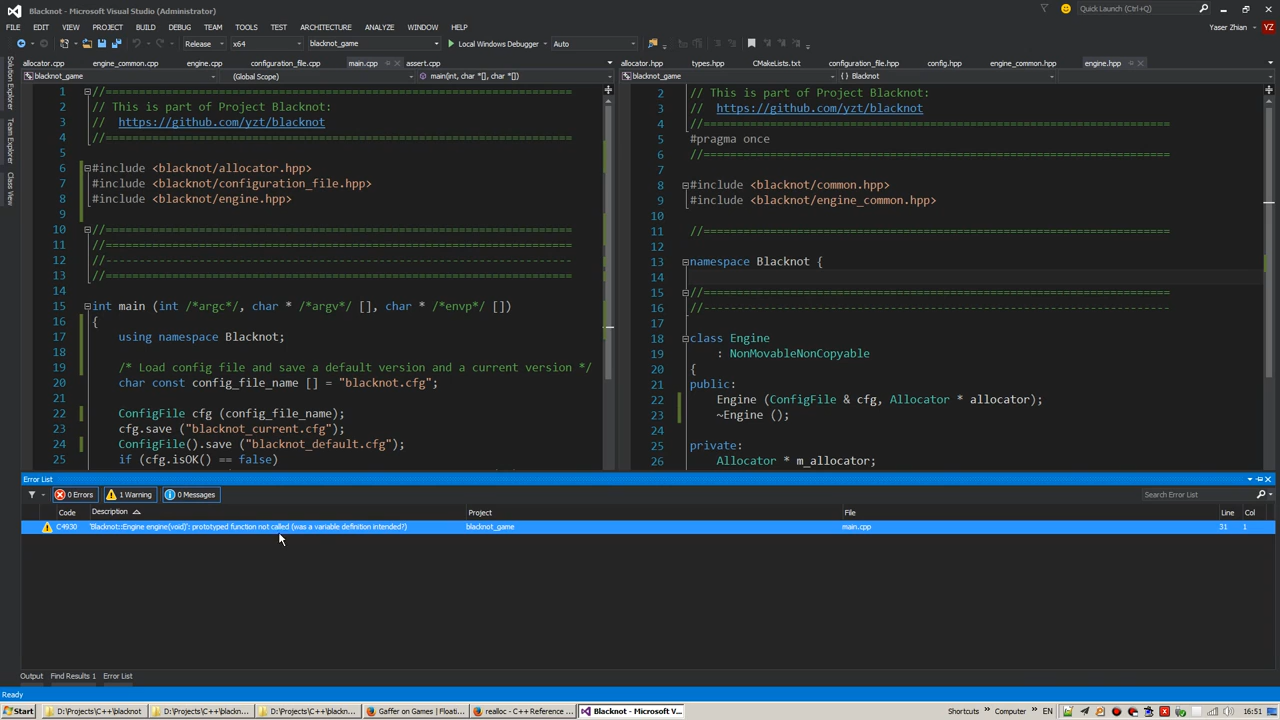 Blacknot - Microsoft Visual Studio (Administrator)
Quick Launch (Ctrl+Q)
FILE EDIT VIEW PROJECT BUILD DEBUG TEAM TOOLS TEST ARCHITECTURE ANALYZE WINDOW HELP
Yaser Zhian YZ
Release x64 blacknot_game Local Windows Debugger Auto
allocator.cpp engine_common.cpp engine.cpp configuration_file.cpp main.cpp assert.cpp
allocator.hpp types.hpp CMakeLists.txt configuration_file.hpp config.hpp engine_common.hpp engine.hpp
blacknot_game (Global Scope) main(int, char *[], char *[])
blacknot_game Blacknot
Solution Explorer
Team Explorer
Class View
1 //=========================================================
2 // This is part of Project Blacknot:
3 // https://github.com/yzt/blacknot
4 //=========================================================
5
6 #include <blacknot/allocator.hpp>
7 #include <blacknot/configuration_file.hpp>
8 #include <blacknot/engine.hpp>
9
10 //=========================================================
11 //=========================================================
12 //---------------------------------------------------------
13 //=========================================================
14
15 int main (int /*argc*/, char * /*argv*/ [], char * /*envp*/ [])
16 {
17 using namespace Blacknot;
18
19 /* Load config file and save a default version and a current version */
20 char const config_file_name [] = "blacknot.cfg";
21
22 ConfigFile cfg (config_file_name);
23 cfg.save ("blacknot_current.cfg");
24 ConfigFile().save ("blacknot_default.cfg");
25 if (cfg.isOK() == false)
2 // This is part of Project Blacknot:
3 // https://github.com/yzt/blacknot
4 //=========================================================
5 #pragma once
6 //=========================================================
7
8 #include <blacknot/common.hpp>
9 #include <blacknot/engine_common.hpp>
10
11 //=========================================================
12
13 namespace Blacknot {
14
15 //=========================================================
16 //---------------------------------------------------------
17
18 class Engine
19 : NonMovableNonCopyable
20 {
21 public:
22 Engine (ConfigFile & cfg, Allocator * allocator);
23 ~Engine ();
24
25 private:
26 Allocator * m_allocator;
Error List
0 Errors 1 Warning 0 Messages Search Error List
Code Description Project File Line Col
C4930 'Blacknot::Engine engine(void)': prototyped function not called (was a variable definition intended?) blacknot_game main.cpp 31 1
Output Find Results 1 Error List
Ready
Start D:\Projects\C++\blacknot D:\Projects\C++\blackn... D:\Projects\C++\blackn... Gaffer on Games | Floati... realloc - C++ Reference ... Blacknot - Microsoft V... Shortcuts » Computer » EN 16:51